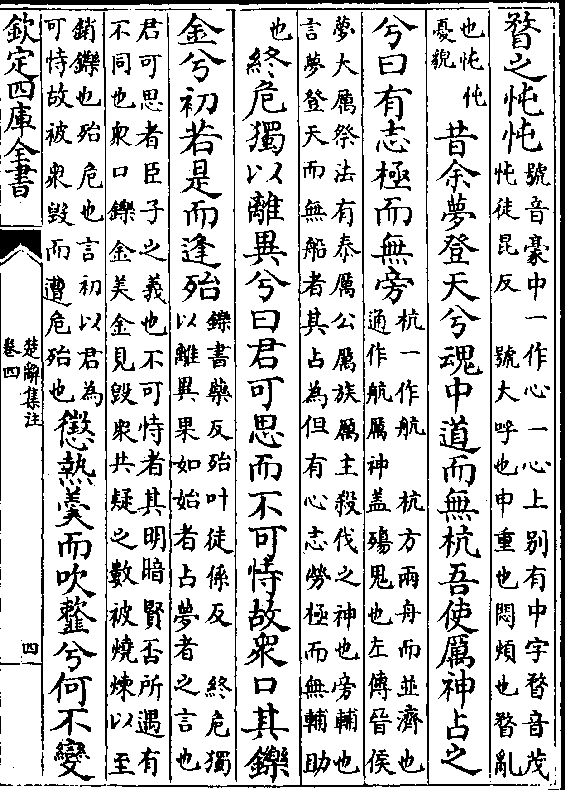 瞀之忳忳
號音豪中一作心一心上別有中字瞀音茂
忳徒昆反　號大呼也申重也悶煩也瞀亂
也忳忳
憂貌
昔余夢登天兮魂中道而無杭吾使厲神占之
兮曰有志極而無旁
杭一作航　杭方兩舟而並濟也
通作航厲神蓋殤鬼也左傳晉侯
夢大厲祭法有泰厲公厲族厲主殺伐之神也旁輔也
言夢登天而無船者其占為但有心志勞極而無輔助
也
終危獨以離異兮曰君可思而不可恃故衆口其鑠
金兮初若是而逢殆
鑠書藥反殆叶徒係反　終危獨
以離異果如始者占夢者之言也
君可思者臣子之義也不可恃者其明暗賢否所遇有
不同也衆口鑠金美金見毀衆共疑之數被燒煉以至
銷鑠也殆危也言初以君為
可恃故被衆毀而遭危殆也
懲熱羹而吹韲兮何不變
欽定四庫全書
楚辭集注
卷四
四